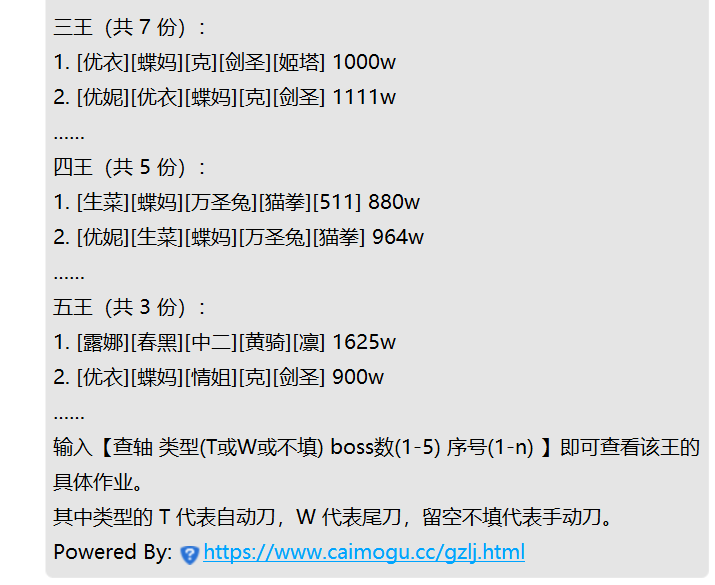 三王（共 7 份）：
1. [优衣][蝶妈][克][剑圣][姬塔] 1000w
2. [优妮][优衣][蝶妈][克][剑圣] 1111w
......
四王（共 5 份）：
1. [生菜][蝶妈][万圣兔][猫拳][511] 880w
2. [优妮][生菜][蝶妈][万圣兔][猫拳] 964w
......
五王（共 3 份）：
1. [露娜][春黑][中二][黄骑][凛] 1625w
2. [优衣][蝶妈][情姐][克][剑圣] 900w
......
输入【查轴 类型(T或W或不填) boss数(1-5) 序号(1-n) 】即可查看该王的
具体作业。
其中类型的 T 代表自动刀，W 代表尾刀，留空不填代表手动刀。
Powered By: https://www.caimogu.cc/gzlj.html